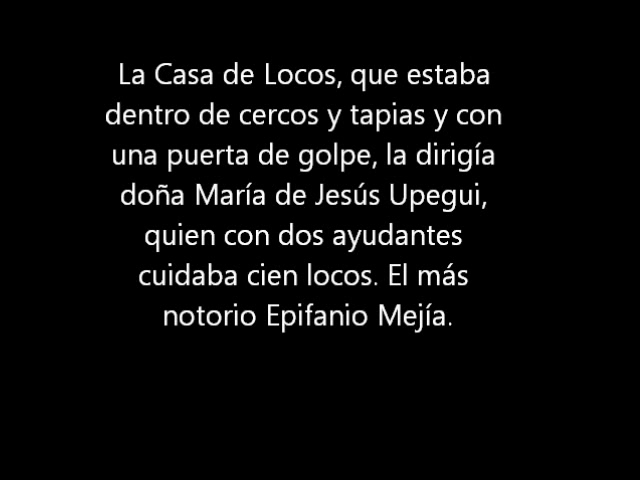 La Casa de Locos, que estaba
dentro de cercos y tapias y con
una puerta de golpe, la dirigía
doña María de Jesús Upegui,
quien con dos ayudantes
cuidaba cien locos. El más
notorio Epifanio Mejía.